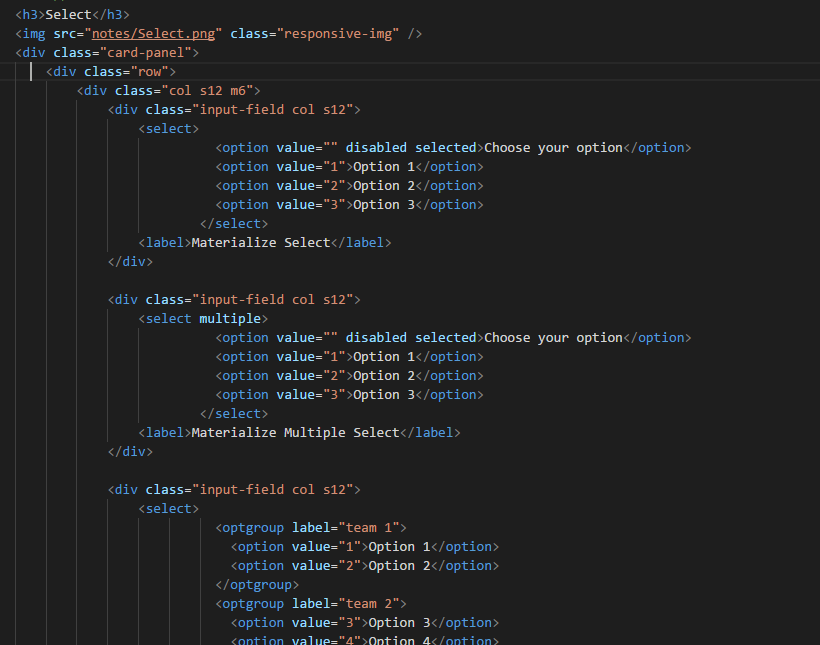 <h3>Select</h3>
<img src="notes/Select.png" class="responsive-img" />
<div class="card-panel">
<div class="row">
<div class="col s12 m6">
<div class="input-field col s12">
<select>
<option value="" disabled selected>Choose your option</option>
<option value="1">Option 1</option>
<option value="2">Option 2</option>
<option value="3">Option 3</option>
</select>
<label>Materialize Select</label>
</div>
<div class="input-field col s12">
<select multiple>
<option value="" disabled selected>Choose your option</option>
<option value="1">Option 1</option>
<option value="2">Option 2</option>
<option value="3">Option 3</option>
</select>
<label>Materialize Multiple Select</label>
</div>
<div class="input-field col s12">
<select>
<optgroup label="team 1">
<option value="1">Option 1</option>
<option value="2">Option 2</option>
</optgroup>
<optgroup label="team 2">
<option value="3">Option 3</option>
<option value="4">Option 4</option>